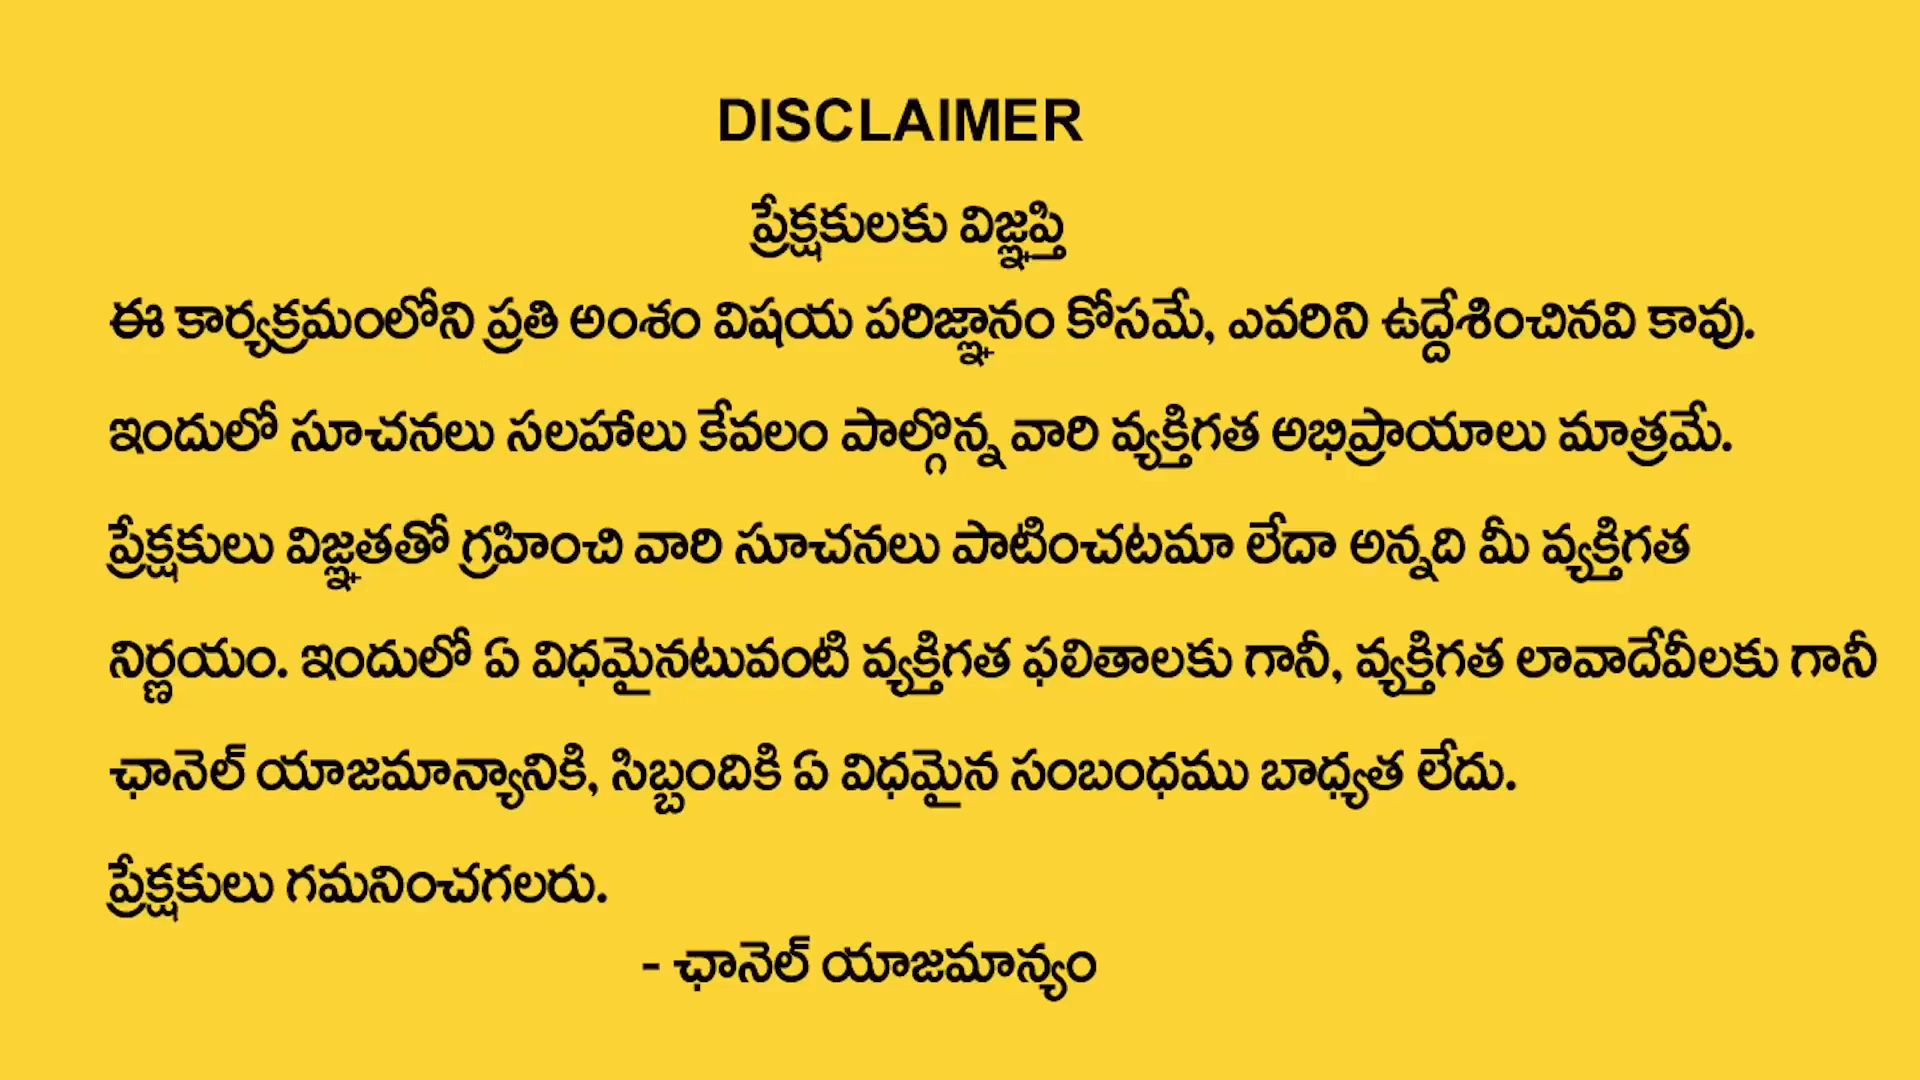 DISCLAIMER
ప్రేక్షకులకు విజ్ఞప్తి
ఈ కార్యక్రమంలోని ప్రతి అంశం విషయ పరిజ్ఞానం కోసమే, ఎవరిని ఉద్దేశించినవి కావు.
ఇందులో సూచనలు సలహాలు కేవలం పాల్గొన్న వారి వ్యక్తిగత అభిప్రాయాలు మాత్రమే.
ప్రేక్షకులు విజ్ఞతతో గ్రహించి వారి సూచనలు పాటించటమా లేదా అన్నది మీ వ్యక్తిగత
నిర్ణయం. ఇందులో ఏ విధమైనటువంటి వ్యక్తిగత ఫలితాలకు గానీ, వ్యక్తిగత లావాదేవీలకు గానీ
ఛానెల్ యాజమాన్యానికి, సిబ్బందికి ఏ విధమైన సంబంధము బాధ్యత లేదు.
ప్రేక్షకులు గమనించగలరు.
- ఛానెల్ యాజమాన్యం